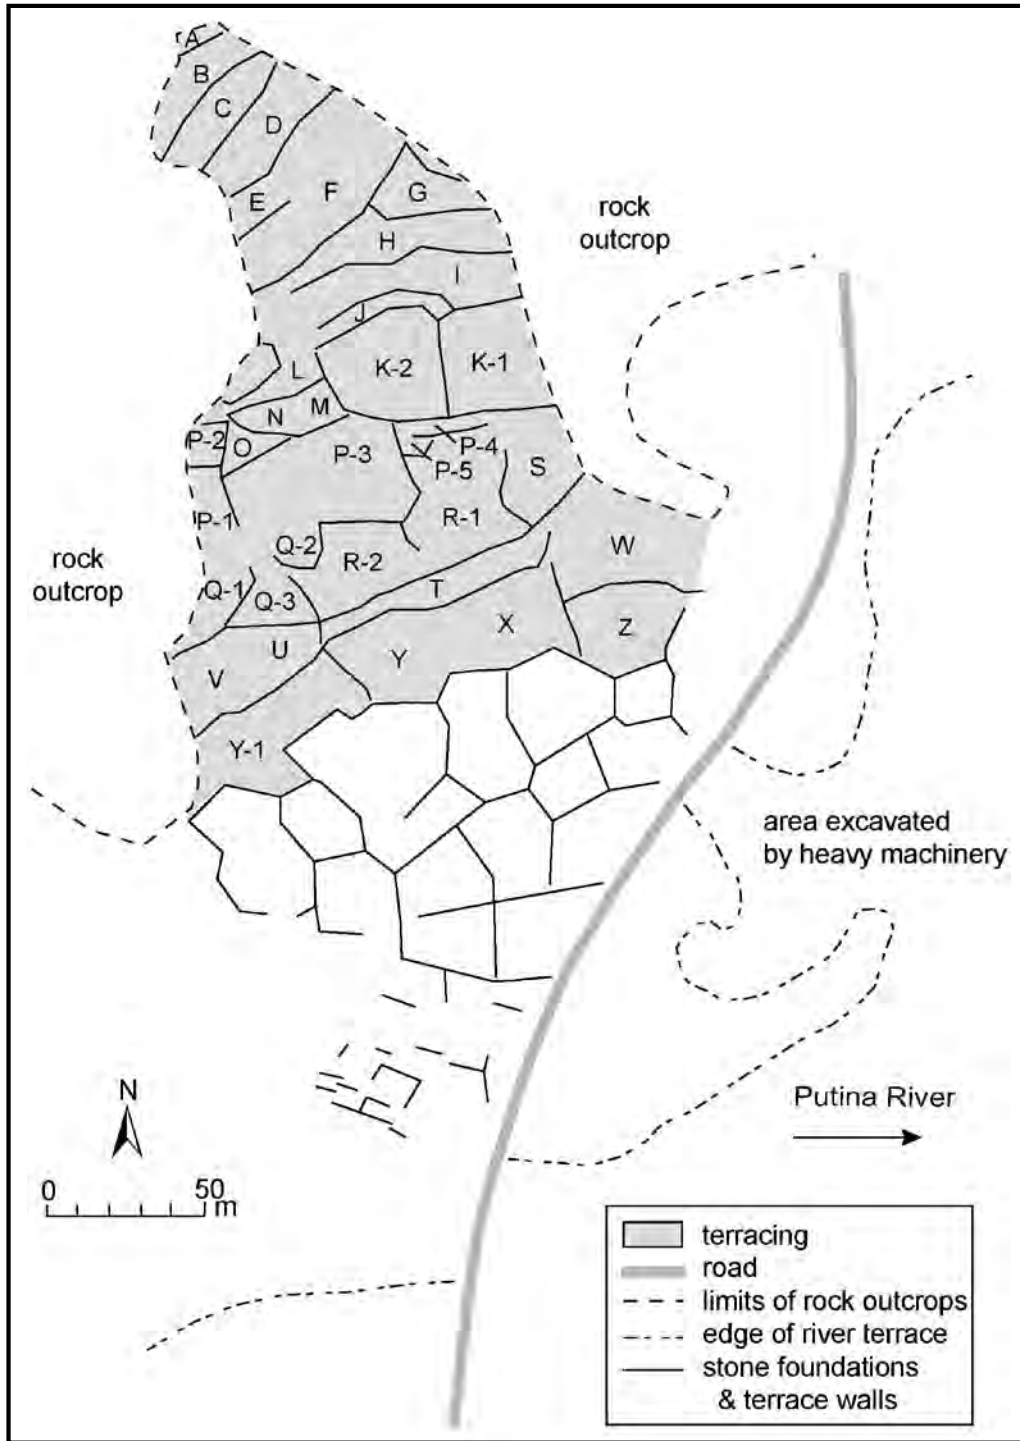 A
B
C
D
E
F
G
H
I
J
K-2
K-1
L
M
N
O
P-2
P-3
P-4
P-5
S
P-1
R-1
Q-2
R-2
W
Q-1
Q-3
T
X
Z
U
V
Y
Y-1
rock
outcrop
rock
outcrop
area excavated
by heavy machinery
Putina River
N
0 50
m
terracing
road
limits of rock outcrops
edge of river terrace
stone foundations
& terrace walls